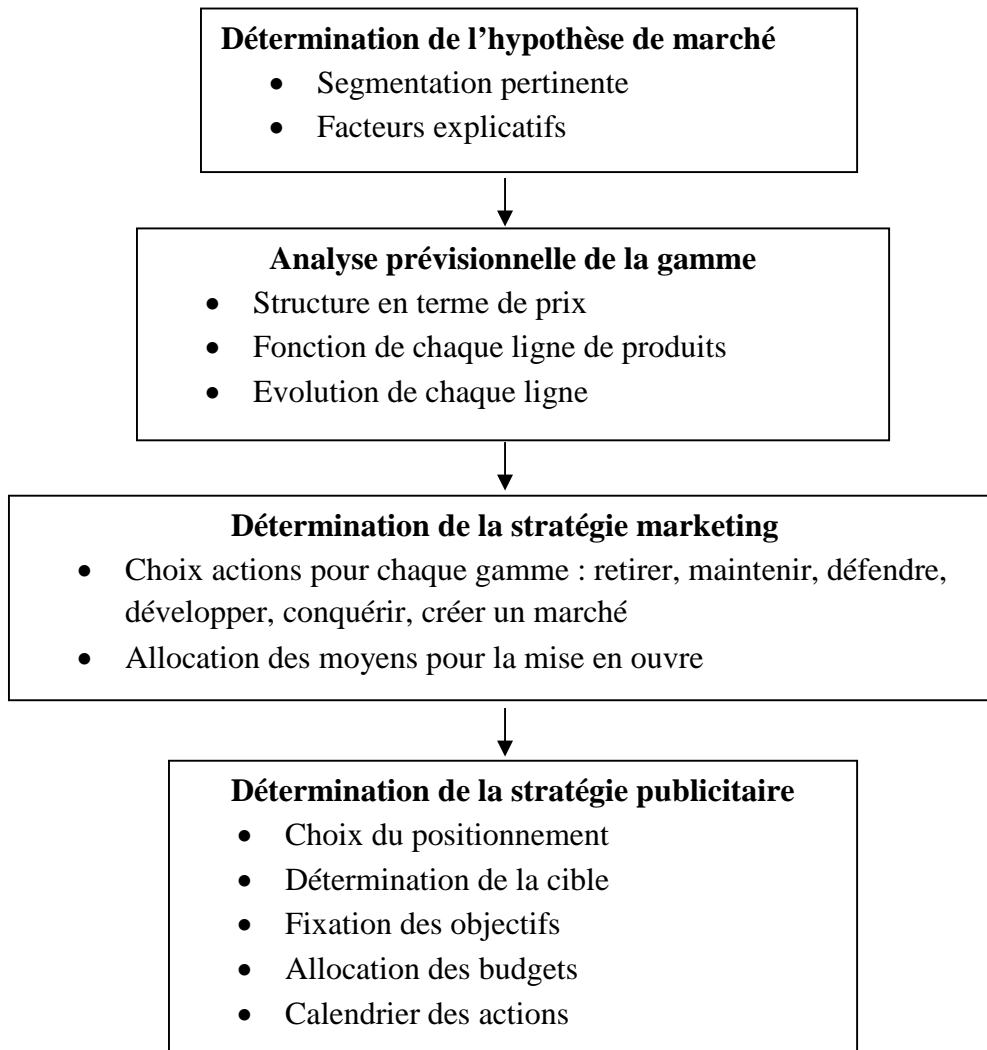 Détermination de l’hypothèse de marché
• Segmentation pertinente
• Facteurs explicatifs
Analyse prévisionnelle de la gamme
• Structure en terme de prix
• Fonction de chaque ligne de produits
• Evolution de chaque ligne
Détermination de la stratégie marketing
• Choix actions pour chaque gamme : retirer, maintenir, défendre,
développer, conquérir, créer un marché
• Allocation des moyens pour la mise en ouvre
Détermination de la stratégie publicitaire
• Choix du positionnement
• Détermination de la cible
• Fixation des objectifs
• Allocation des budgets
• Calendrier des actions